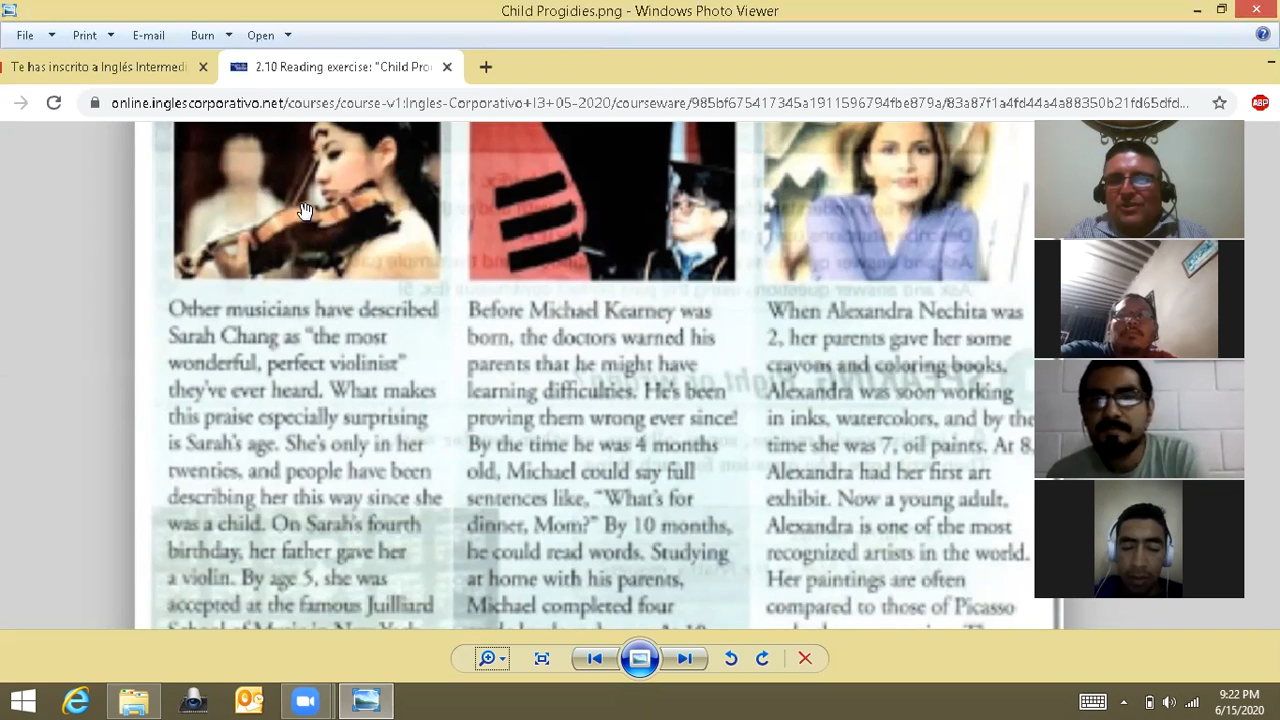 Child Progidies.png - Windows Photo Viewer
File Print E-mail Burn Open
Te has inscrito a Inglés Intermedi
2.10 Reading exercise: "Child Pro
online.inglescorporativo.net/courses/course-v1:Ingles-Corporativo+I3+05-2020/courseware/985bf675417345a1911596794fbe879a/83a87f1a4fd44a4a88350b21fd65dfd...
ABP
Other musicians have described
Sarah Chang as "the most
wonderful, perfect violinist"
they've ever heard. What makes
this praise especially surprising
is Sarah's age. She's only in her
twenties, and people have been
describing her this way since she
was a child. On Sarah's fourth
birthday, her father gave her
a violin. By age 5, she was
accepted at the famous Juilliard
School of Music in New York
Before Michael Kearney was
born, the doctors warned his
parents that he might have
learning difficulties. He's been
proving them wrong ever since!
By the time he was 4 months
old, Michael could say full
sentences like, "What's for
dinner, Mom?" By 10 months,
he could read words. Studying
at home with his parents,
Michael completed four
When Alexandra Nechita was
2, her parents gave her some
crayons and coloring books.
Alexandra was soon working
in inks, watercolors, and by the
time she was 7, oil paints. At 8,
Alexandra had her first art
exhibit. Now a young adult,
Alexandra is one of the most
recognized artists in the world.
Her paintings are often
compared to those of Picasso
9:22 PM
6/15/2020